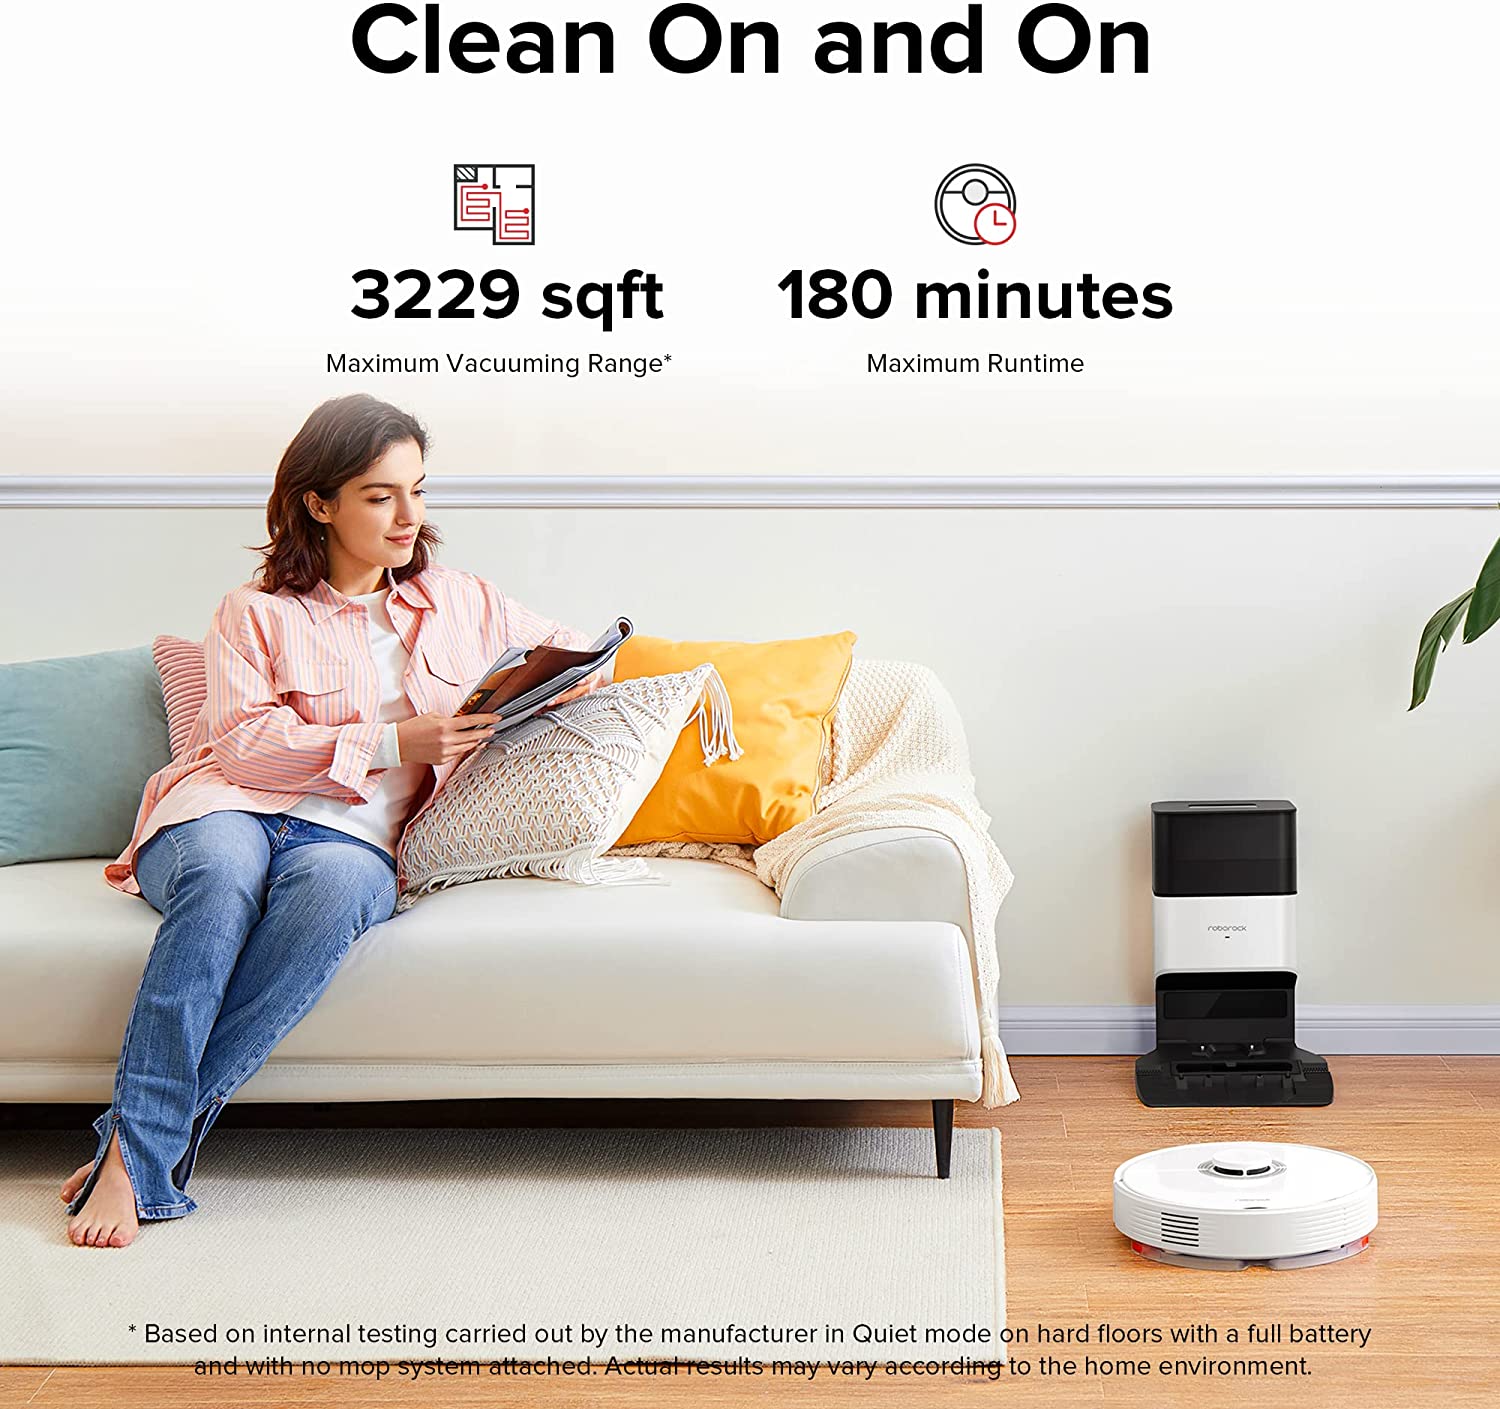 Clean On and On
3229 sqft
Maximum Vacuuming Range*
180 minutes
Maximum Runtime
roborock
roborock
* Based on internal testing carried out by the manufacturer in Quiet mode on hard floors with a full battery
and with no mop system attached. Actual results may vary according to the home environment.